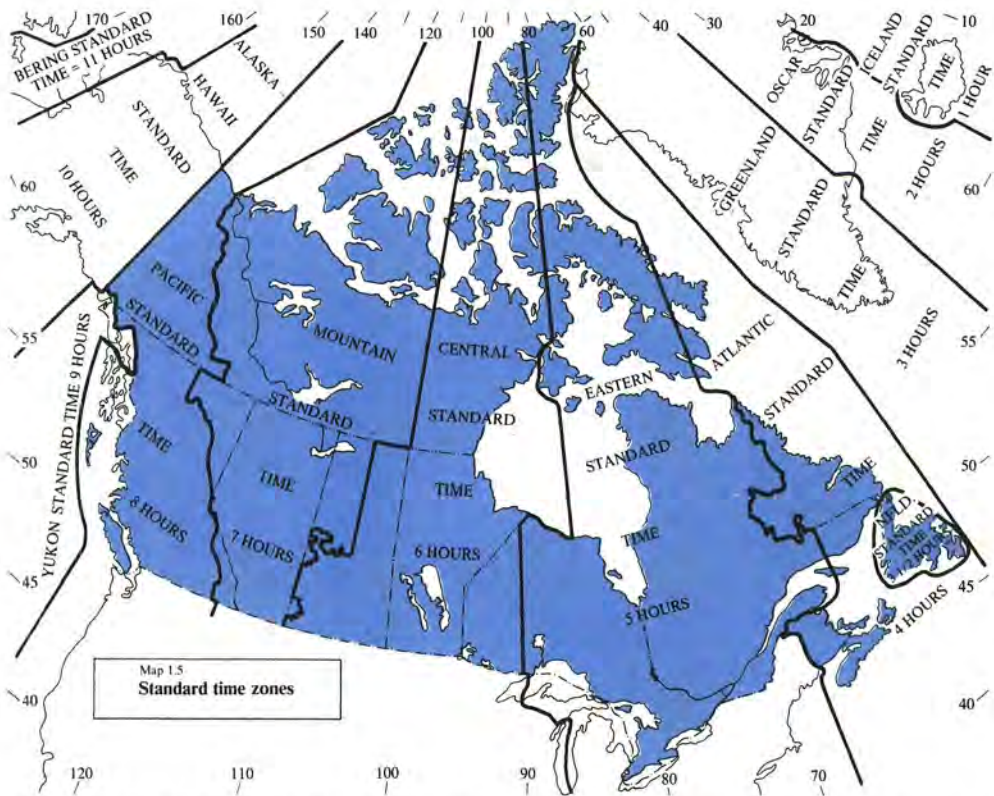 170 160 150 140 120 100 80 60 40 30 20 10
BERING STANDARD
TIME = 11 HOURS
ALASKA
HAWAII
STANDARD
TIME
10 HOURS
OSCAR
ICELAND
STANDARD
TIME
1 HOUR
GREENLAND
STANDARD
TIME
2 HOURS
STANDARD
TIME
3 HOURS
60
60
55
55
50
50
45
45
40
40
YUKON STANDARD TIME 9 HOURS
PACIFIC
STANDARD
TIME
8 HOURS
MOUNTAIN
STANDARD
TIME
7 HOURS
CENTRAL
STANDARD
TIME
6 HOURS
EASTERN
STANDARD
TIME
5 HOURS
ATLANTIC
STANDARD
TIME
4 HOURS
NFLD.
STANDARD
TIME
3-1/2 HOURS
Map 1.5
Standard time zones
120 110 100 90 80 70